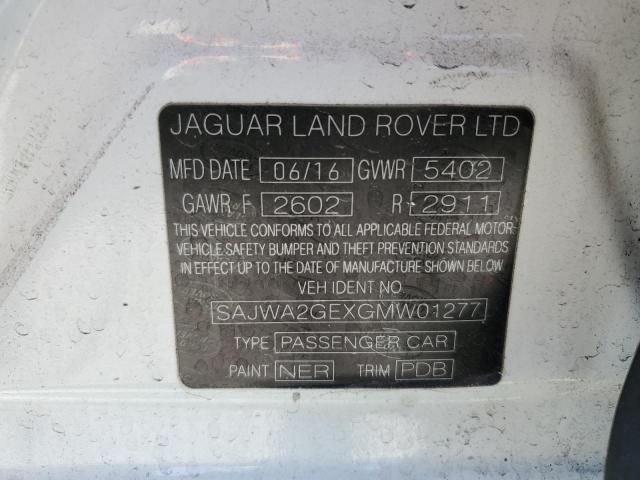 JAGUAR LAND ROVER LTD
MFD DATE 06/16 GVWR 5402
GAWR F 2602 R 2911
THIS VEHICLE CONFORMS TO ALL APPLICABLE FEDERAL MOTOR
VEHICLE SAFETY BUMPER AND THEFT PREVENTION STANDARDS
IN EFFECT UP TO THE DATE OF MANUFACTURE SHOWN BELOW
VEH IDENT NO
SAJWA2GEXGMW01277
TYPE PASSENGER CAR
PAINT NER TRIM PDB